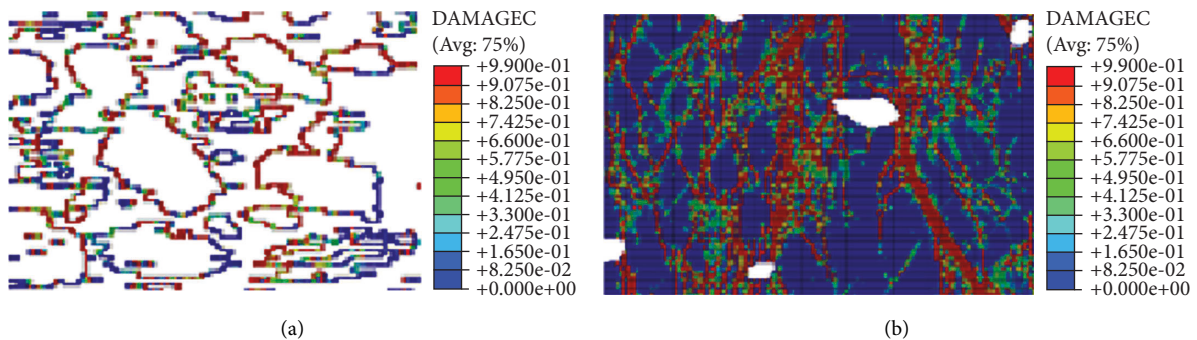 DAMAGEC
(Avg: 75%)
+9.900e-01
+9.075e-01
+8.250e-01
+7.425e-01
+6.600e-01
+5.775e-01
+4.950e-01
+4.125e-01
+3.300e-01
+2.475e-01
+1.650e-01
+8.250e-02
+0.000e+00
(a)
DAMAGEC
(Avg: 75%)
+9.900e-01
+9.075e-01
+8.250e-01
+7.425e-01
+6.600e-01
+5.775e-01
+4.950e-01
+4.125e-01
+3.300e-01
+2.475e-01
+1.650e-01
+8.250e-02
+0.000e+00
(b)